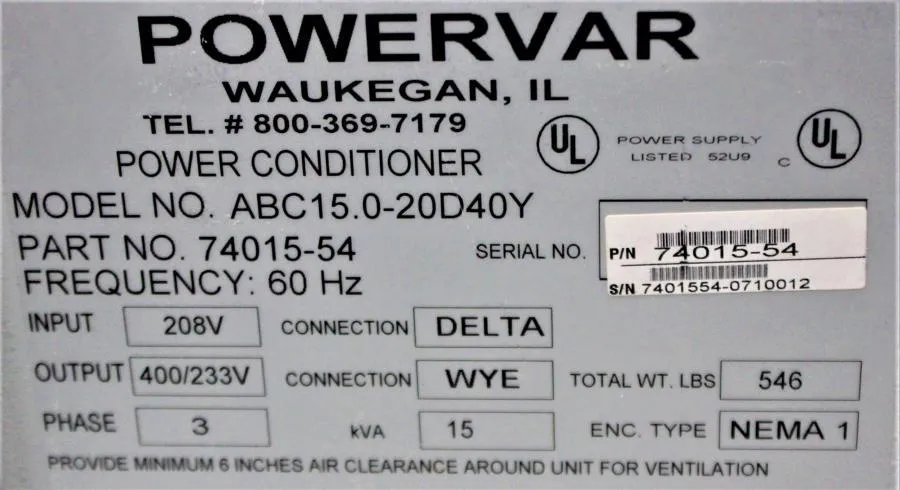 POWERVAR
WAUKEGAN, IL
TEL. # 800-369-7179
POWER CONDITIONER
UL
POWER SUPPLY
LISTED 52U9
C UL
MODEL NO. ABC15.0-20D40Y
PART NO. 74015-54
SERIAL NO.
P/N 74015-54
S/N 7401554-0710012
FREQUENCY: 60 Hz
INPUT 208V CONNECTION DELTA
OUTPUT 400/233V CONNECTION WYE TOTAL WT. LBS 546
PHASE 3 kVA 15 ENC. TYPE NEMA 1
PROVIDE MINIMUM 6 INCHES AIR CLEARANCE AROUND UNIT FOR VENTILATION